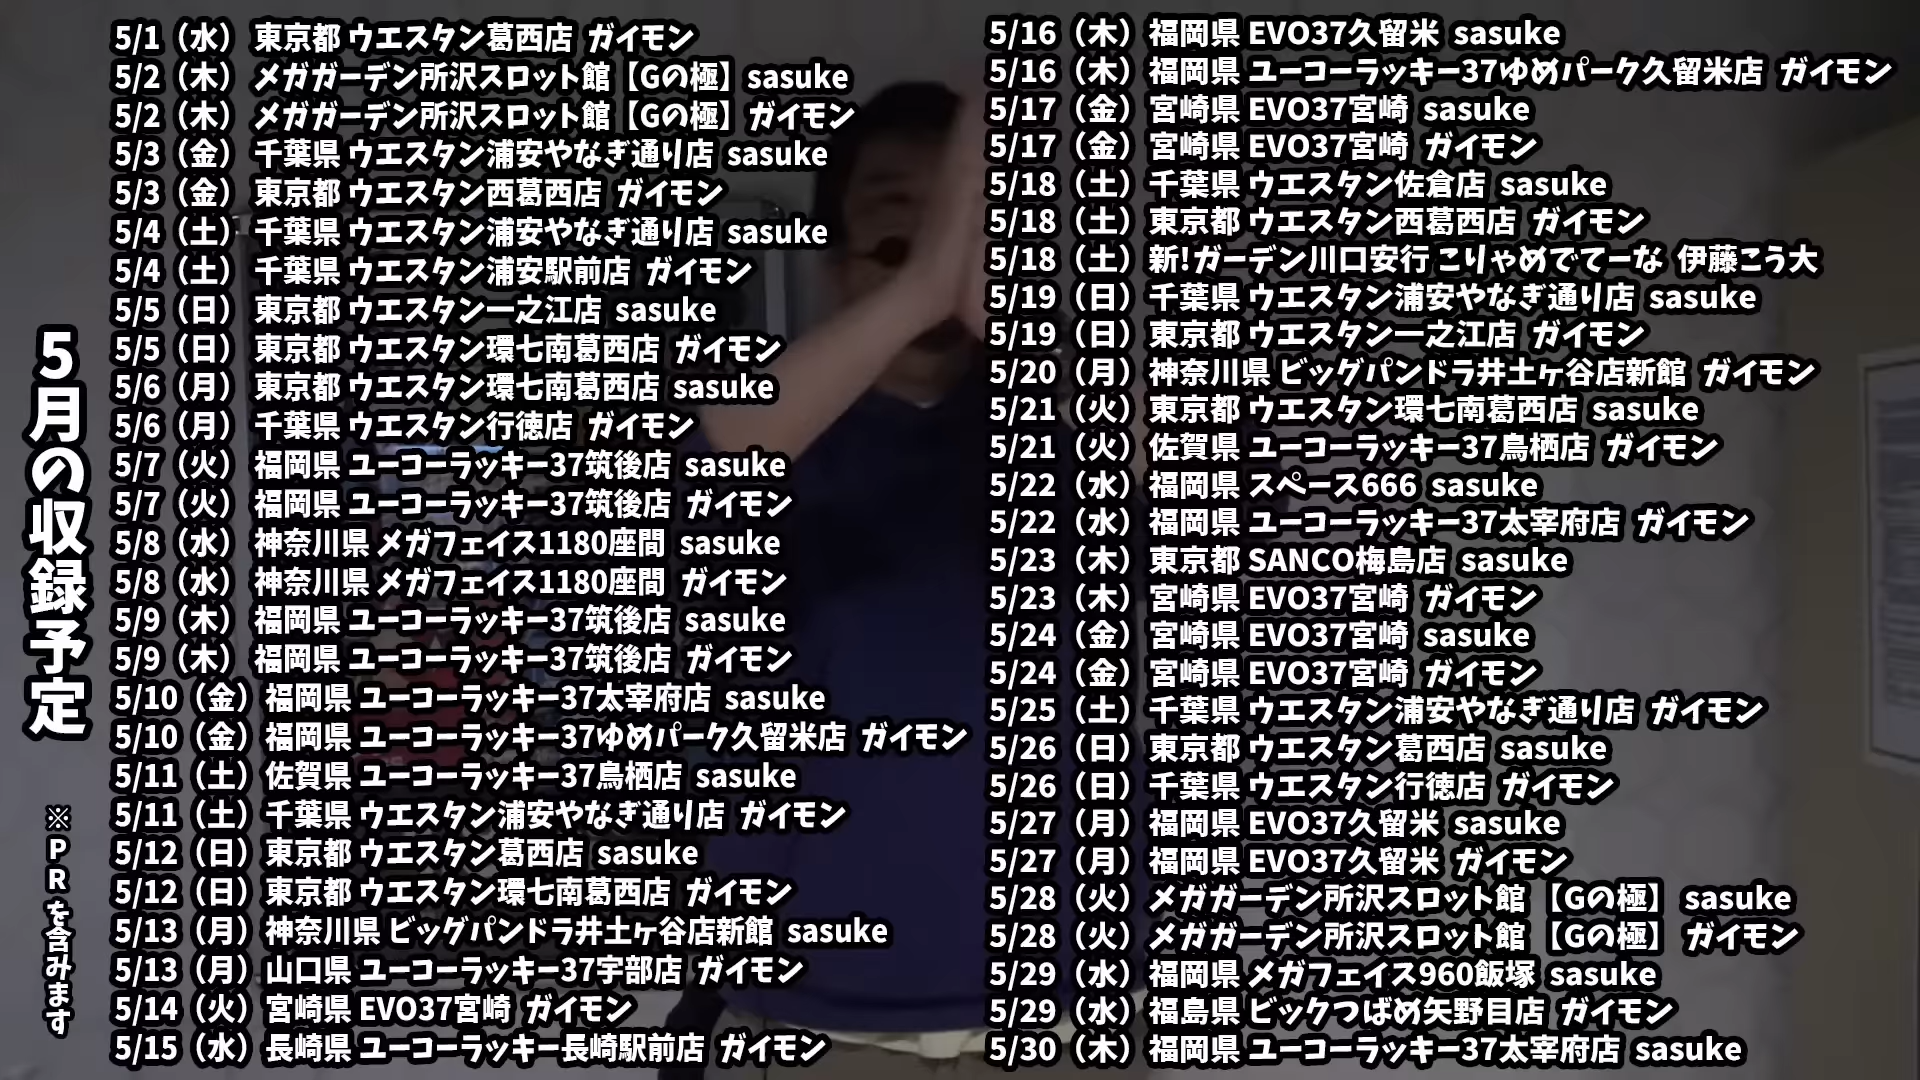 5月の収録予定
※PRを含みます
5/1（水） 東京都 ウエスタン葛西店 ガイモン
5/2（木） メガガーデン所沢スロット館【Gの極】sasuke
5/2（木） メガガーデン所沢スロット館【Gの極】ガイモン
5/3（金） 千葉県 ウエスタン浦安やなぎ通り店 sasuke
5/3（金） 東京都 ウエスタン西葛西店 ガイモン
5/4（土） 千葉県 ウエスタン浦安やなぎ通り店 sasuke
5/4（土） 千葉県 ウエスタン浦安駅前店 ガイモン
5/5（日） 東京都 ウエスタン一之江店 sasuke
5/5（日） 東京都 ウエスタン環七南葛西店 ガイモン
5/6（月） 東京都 ウエスタン環七南葛西店 sasuke
5/6（月） 千葉県 ウエスタン行徳店 ガイモン
5/7（火） 福岡県 ユーコーラッキー37筑後店 sasuke
5/7（火） 福岡県 ユーコーラッキー37筑後店 ガイモン
5/8（水） 神奈川県 メガフェイス1180座間 sasuke
5/8（水） 神奈川県 メガフェイス1180座間 ガイモン
5/9（木） 福岡県 ユーコーラッキー37筑後店 sasuke
5/9（木） 福岡県 ユーコーラッキー37筑後店 ガイモン
5/10（金）福岡県 ユーコーラッキー37太宰府店 sasuke
5/10（金）福岡県 ユーコーラッキー37ゆめパーク久留米店 ガイモン
5/11（土）佐賀県 ユーコーラッキー37鳥栖店 sasuke
5/11（土）千葉県 ウエスタン浦安やなぎ通り店 ガイモン
5/12（日）東京都 ウエスタン葛西店 sasuke
5/12（日）東京都 ウエスタン環七南葛西店 ガイモン
5/13（月）神奈川県 ビッグパンドラ井土ヶ谷店新館 sasuke
5/13（月）山口県 ユーコーラッキー37宇部店 ガイモン
5/14（火）宮崎県 EVO37宮崎 ガイモン
5/15（水）長崎県 ユーコーラッキー長崎駅前店 ガイモン
5/16（木）福岡県 EVO37久留米 sasuke
5/16（木）福岡県 ユーコーラッキー37ゆめパーク久留米店 ガイモン
5/17（金）宮崎県 EVO37宮崎 sasuke
5/17（金）宮崎県 EVO37宮崎 ガイモン
5/18（土）千葉県 ウエスタン佐倉店 sasuke
5/18（土）東京都 ウエスタン西葛西店 ガイモン
5/18（土）新!ガーデン川口安行 こりゃめでてーな 伊藤こう大
5/19（日）千葉県 ウエスタン浦安やなぎ通り店 sasuke
5/19（日）東京都 ウエスタン一之江店 ガイモン
5/20（月）神奈川県 ビッグパンドラ井土ヶ谷店新館 ガイモン
5/21（火）東京都 ウエスタン環七南葛西店 sasuke
5/21（火）佐賀県 ユーコーラッキー37鳥栖店 ガイモン
5/22（水）福岡県 スペース666 sasuke
5/22（水）福岡県 ユーコーラッキー37太宰府店 ガイモン
5/23（木）東京都 SANCO梅島店 sasuke
5/23（木）宮崎県 EVO37宮崎 ガイモン
5/24（金）宮崎県 EVO37宮崎 sasuke
5/24（金）宮崎県 EVO37宮崎 ガイモン
5/25（土）千葉県 ウエスタン浦安やなぎ通り店 ガイモン
5/26（日）東京都 ウエスタン葛西店 sasuke
5/26（日）千葉県 ウエスタン行徳店 ガイモン
5/27（月）福岡県 EVO37久留米 sasuke
5/27（月）福岡県 EVO37久留米 ガイモン
5/28（火）メガガーデン所沢スロット館 【Gの極】 sasuke
5/28（火）メガガーデン所沢スロット館 【Gの極】 ガイモン
5/29（水）福岡県 メガフェイス960飯塚 sasuke
5/29（水）福島県 ビックつばめ矢野目店 ガイモン
5/30（木）福岡県 ユーコーラッキー37太宰府店 sasuke